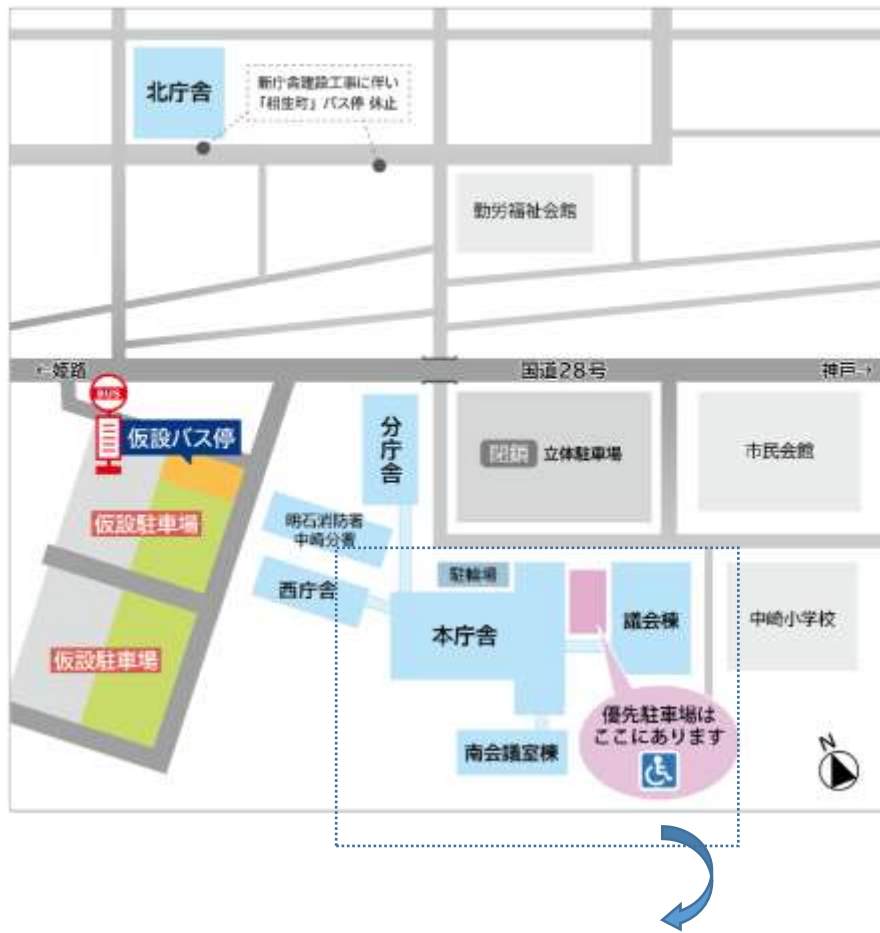 北庁舎
新庁舎建設工事に伴い
「相生町」バス停 休止
勤労福祉会館
←姫路
国道28号
神戸→
BUS
仮設バス停
分庁舎
閉鎖 立体駐車場
市民会館
仮設駐車場
明石消防署
中崎分署
西庁舎
駐輪場
本庁舎
議会棟
中崎小学校
仮設駐車場
優先駐車場は
ここにあります
南会議室棟
N